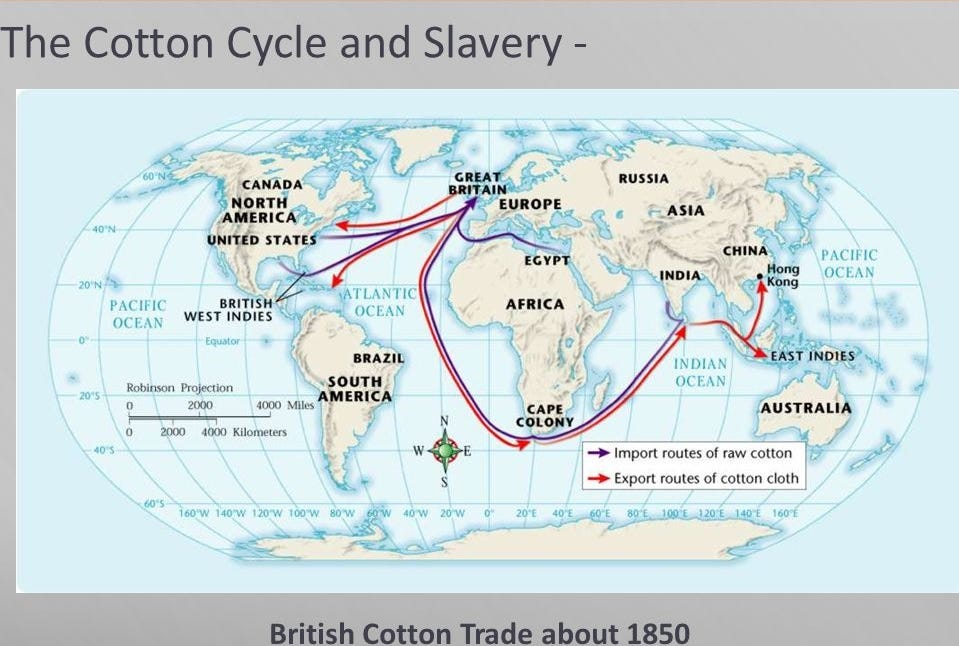 The Cotton Cycle and Slavery -
60°N
CANADA
NORTH
AMERICA
GREAT
BRITAIN
EUROPE
RUSSIA
ASIA
40°N
UNITED STATES
EGYPT
CHINA
PACIFIC
OCEAN
INDIA
Hong
Kong
20°N
PACIFIC
OCEAN
BRITISH
WEST INDIES
ATLANTIC
OCEAN
AFRICA
0°
Equator
BRAZIL
INDIAN
OCEAN
EAST INDIES
Robinson Projection
0 2000 4000 Miles
0 2000 4000 Kilometers
SOUTH
AMERICA
20°S
CAPE
COLONY
AUSTRALIA
N
W E
S
40°S
Import routes of raw cotton
Export routes of cotton cloth
60°S
160°W 140°W 120°W 100°W 80°W 60°W 40°W 20°W 0° 20°E 40°E 60°E 80°E 100°E 120°E 140°E 160°E
British Cotton Trade about 1850